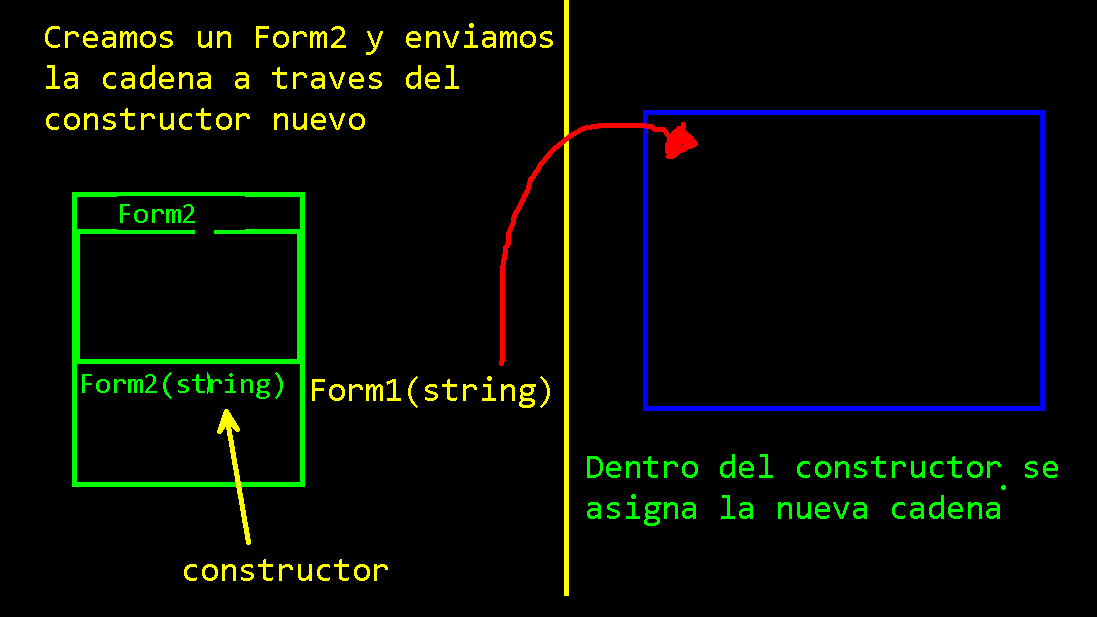 Creamos un Form2 y enviamos
la cadena a traves del
constructor nuevo
Form2
Form2(string)
Form1(string)
constructor
Dentro del constructor se
asigna la nueva cadena